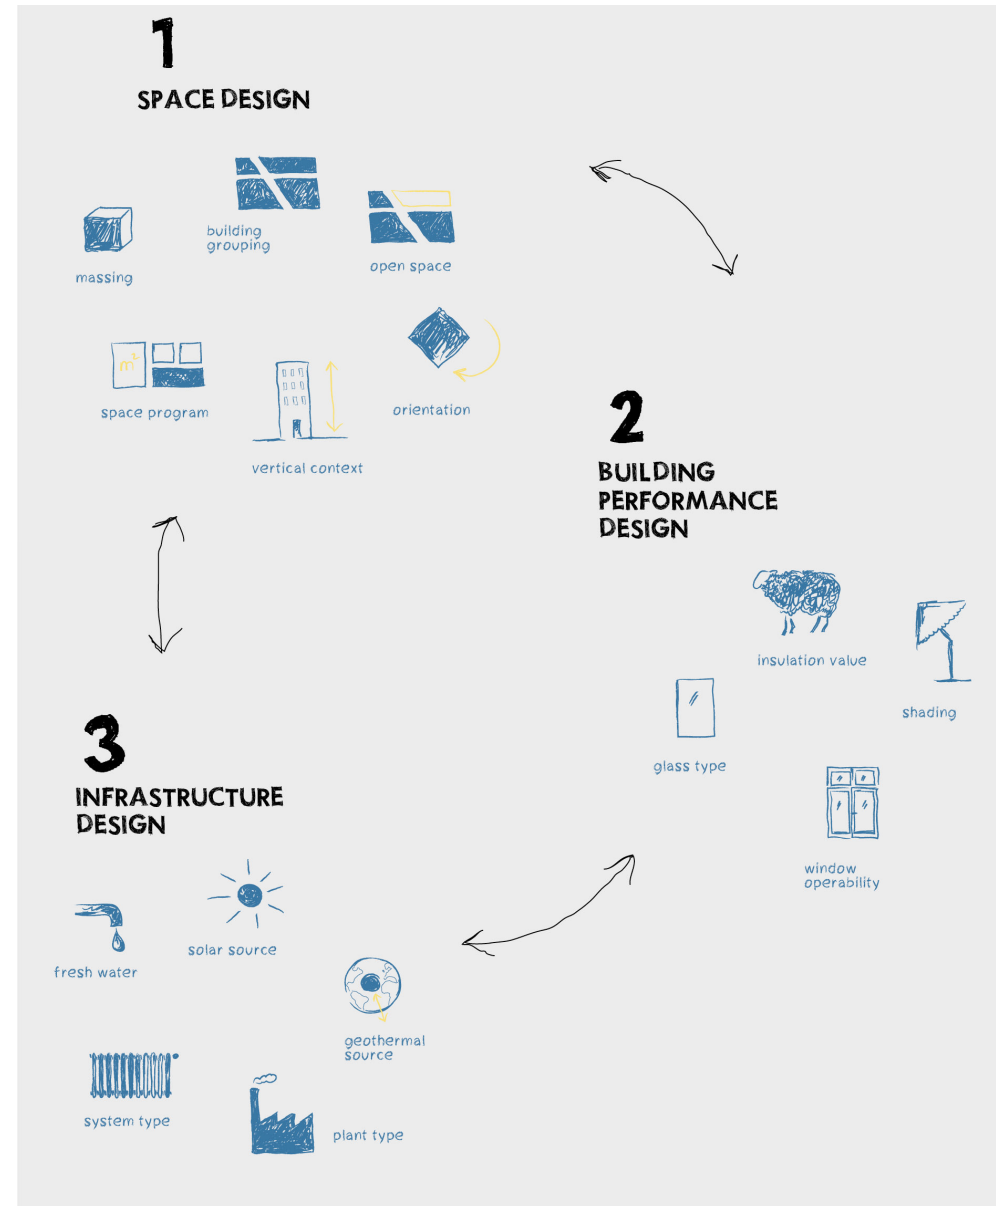 1
SPACE DESIGN
massing
building
grouping
open space
m²
space program
vertical context
orientation
2
BUILDING
PERFORMANCE
DESIGN
insulation value
shading
glass type
window
operability
3
INFRASTRUCTURE
DESIGN
fresh water
solar source
geothermal
source
system type
plant type